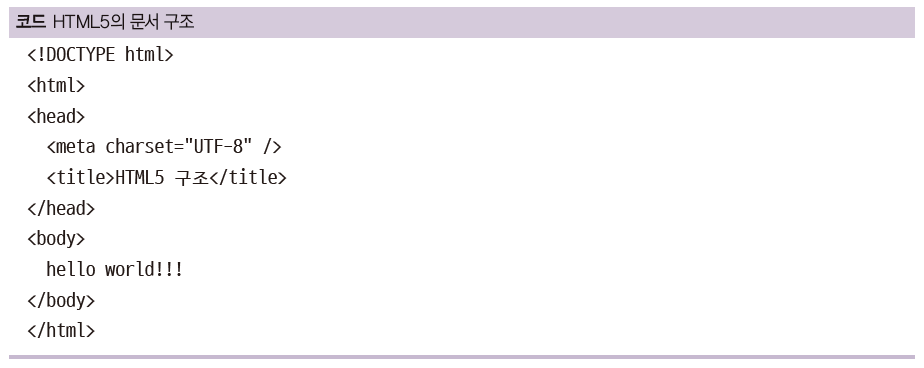 코드 HTML5의 문서 구조
<!DOCTYPE html>
<html>
<head>
<meta charset="UTF-8" />
<title>HTML5 구조</title>
</head>
<body>
hello world!!!
</body>
</html>